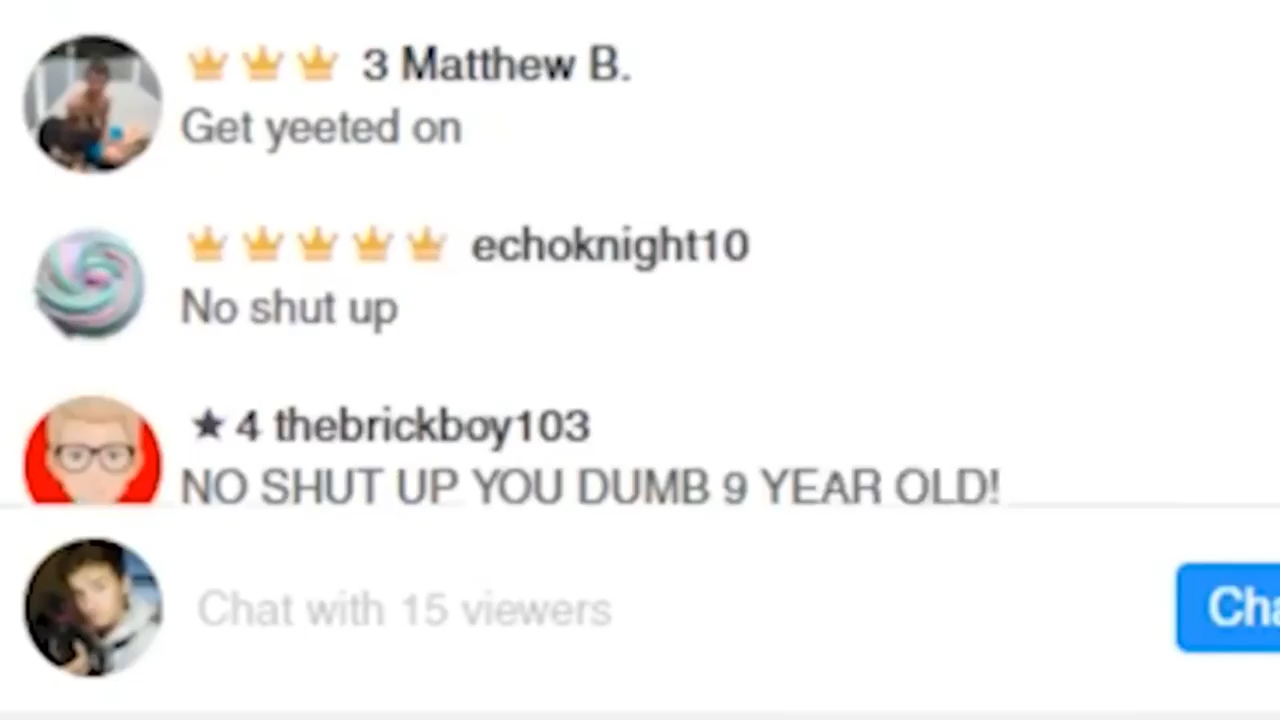 3 Matthew B.
Get yeeted on
echoknight10
No shut up
★ 4 thebrickboy103
NO SHUT UP YOU DUMB 9 YEAR OLD!
Chat with 15 viewers
Cha